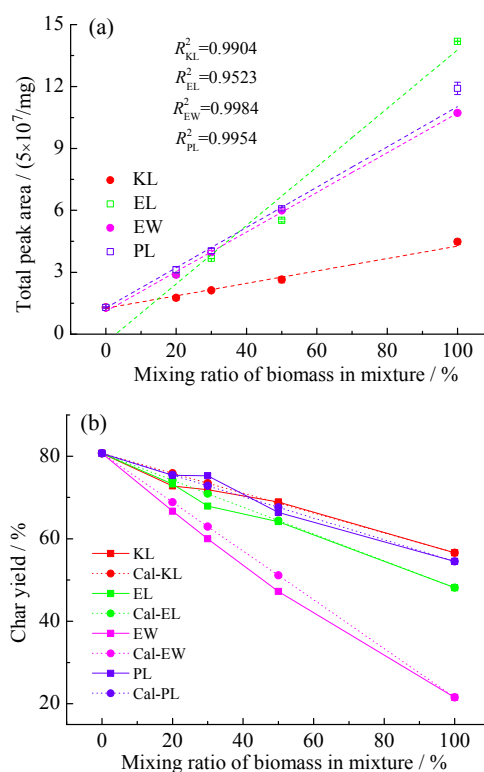 (a)
R²KL=0.9904
R²EL=0.9523
R²EW=0.9984
R²PL=0.9954
KL
EL
EW
PL
Total peak area / (5×10⁷/mg)
15
12
9
6
3
0
0 20 40 60 80 100
Mixing ratio of biomass in mixture / %
(b)
Char yield / %
80
60
40
20
KL
Cal-KL
EL
Cal-EL
EW
Cal-EW
PL
Cal-PL
0 20 40 60 80 100
Mixing ratio of biomass in mixture / %